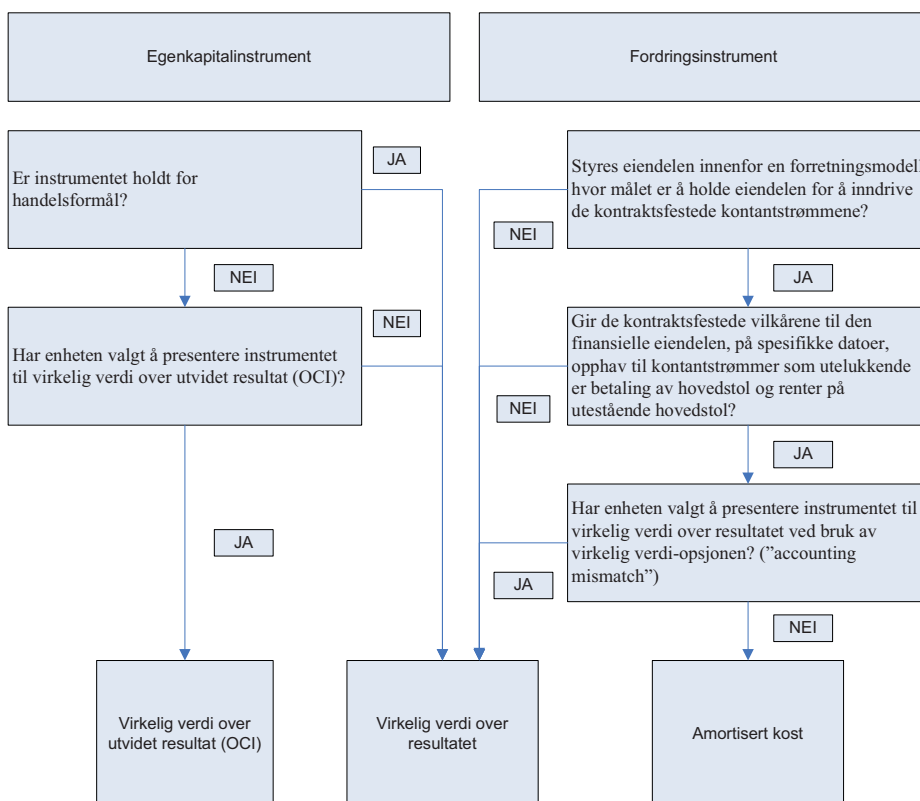 Egenkapitalinstrument
Fordringsinstrument
Er instrumentet holdt for
handelsformål?
JA
Styres eiendelen innenfor en forretningsmodell
hvor målet er å holde eiendelen for å inndrive
de kontraktsfestede kontantstrømmene?
NEI
NEI
JA
Har enheten valgt å presentere instrumentet
til virkelig verdi over utvidet resultat (OCI)?
NEI
Gir de kontraktsfestede vilkårene til den
finansielle eiendelen, på spesifikke datoer,
opphav til kontantstrømmer som utelukkende
er betaling av hovedstol og renter på
utestående hovedstol?
NEI
JA
JA
Har enheten valgt å presentere instrumentet til
virkelig verdi over resultatet ved bruk av
virkelig verdi-opsjonen? (”accounting
mismatch”)
JA
NEI
Virkelig verdi over
utvidet resultat (OCI)
Virkelig verdi over
resultatet
Amortisert kost